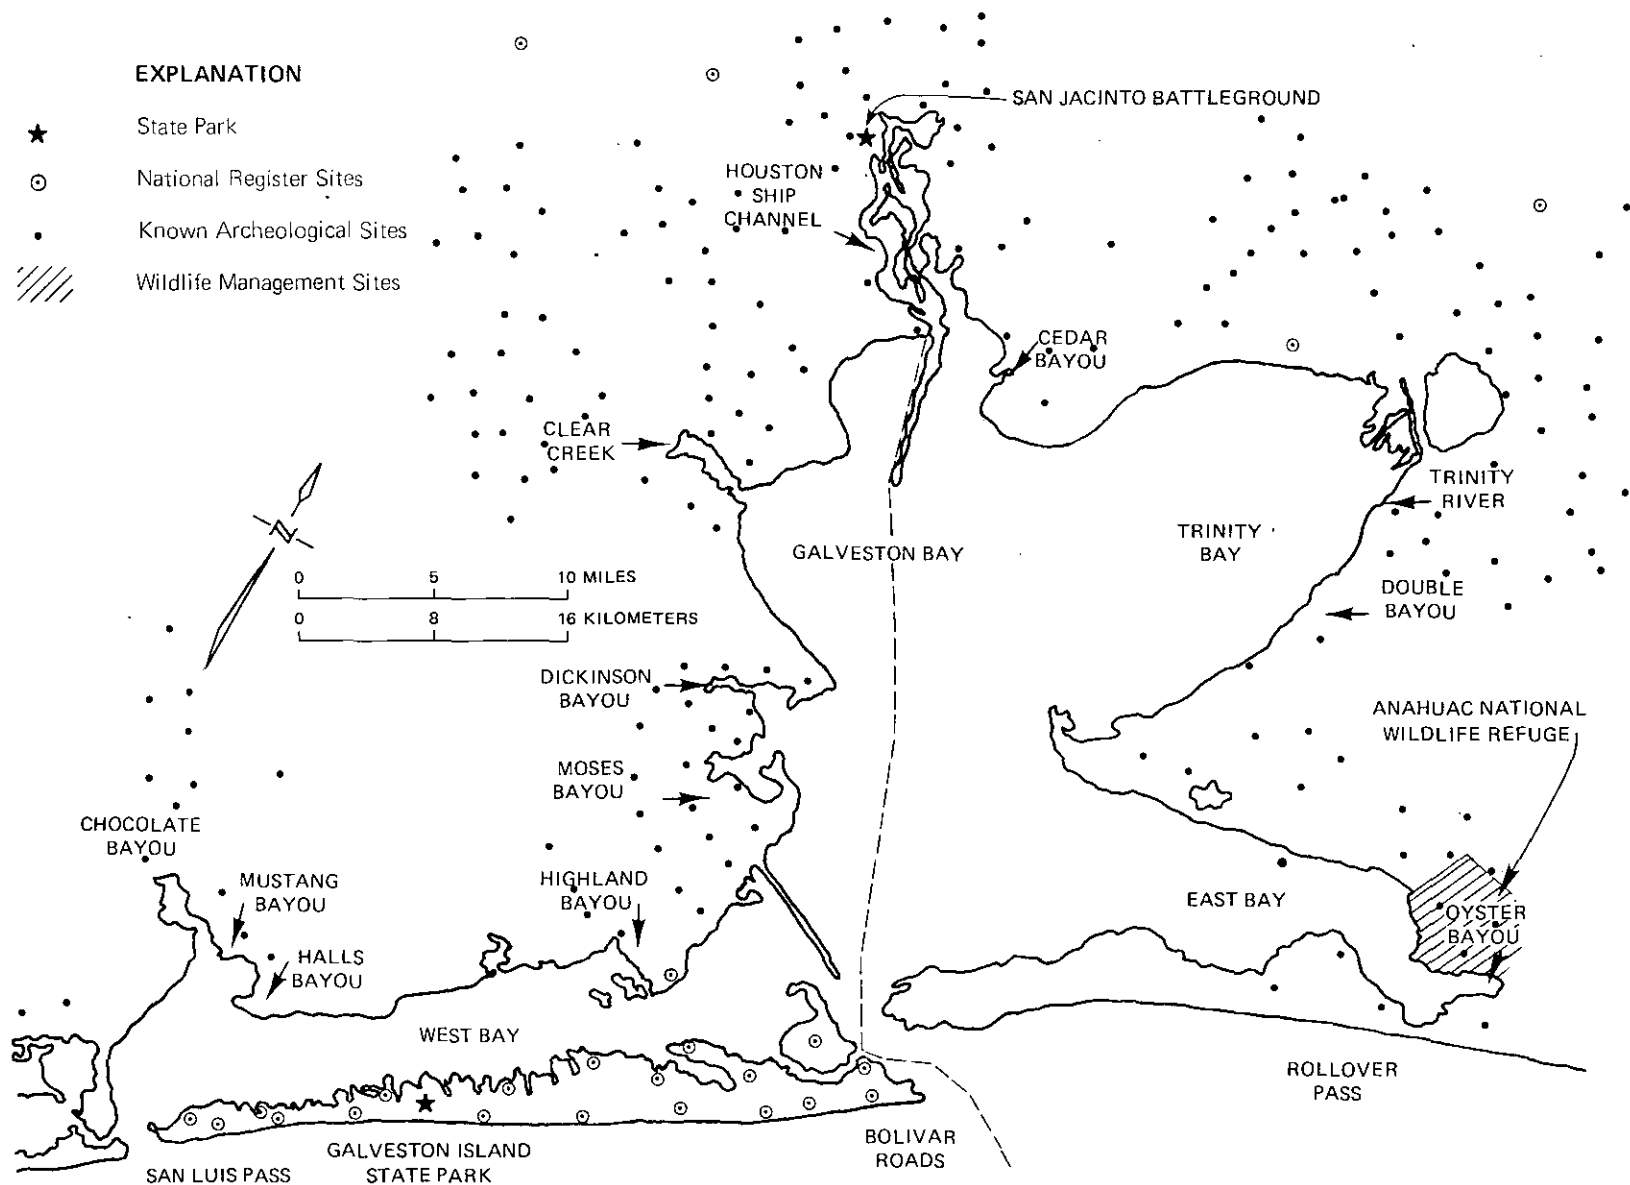 EXPLANATION
State Park
National Register Sites
Known Archeological Sites
Wildlife Management Sites
SAN JACINTO BATTLEGROUND
HOUSTON
SHIP
CHANNEL
CEDAR
BAYOU
CLEAR
CREEK
TRINITY
RIVER
N
GALVESTON BAY
TRINITY
BAY
0 5 10 MILES
0 8 16 KILOMETERS
DOUBLE
BAYOU
DICKINSON
BAYOU
ANAHUAC NATIONAL
WILDLIFE REFUGE
MOSES
BAYOU
CHOCOLATE
BAYOU
MUSTANG
BAYOU
HIGHLAND
BAYOU
EAST BAY
OYSTER
BAYOU
HALLS
BAYOU
WEST BAY
ROLLOVER
PASS
BOLIVAR
ROADS
GALVESTON ISLAND
STATE PARK
SAN LUIS PASS